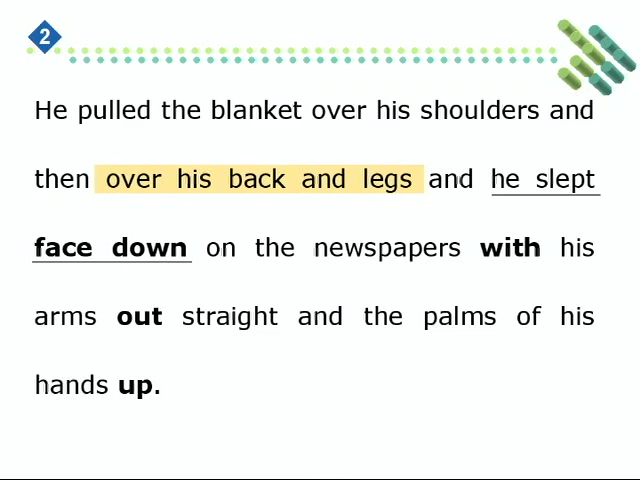 2
He pulled the blanket over his shoulders and
then over his back and legs and he slept
face down on the newspapers with his
arms out straight and the palms of his
hands up.